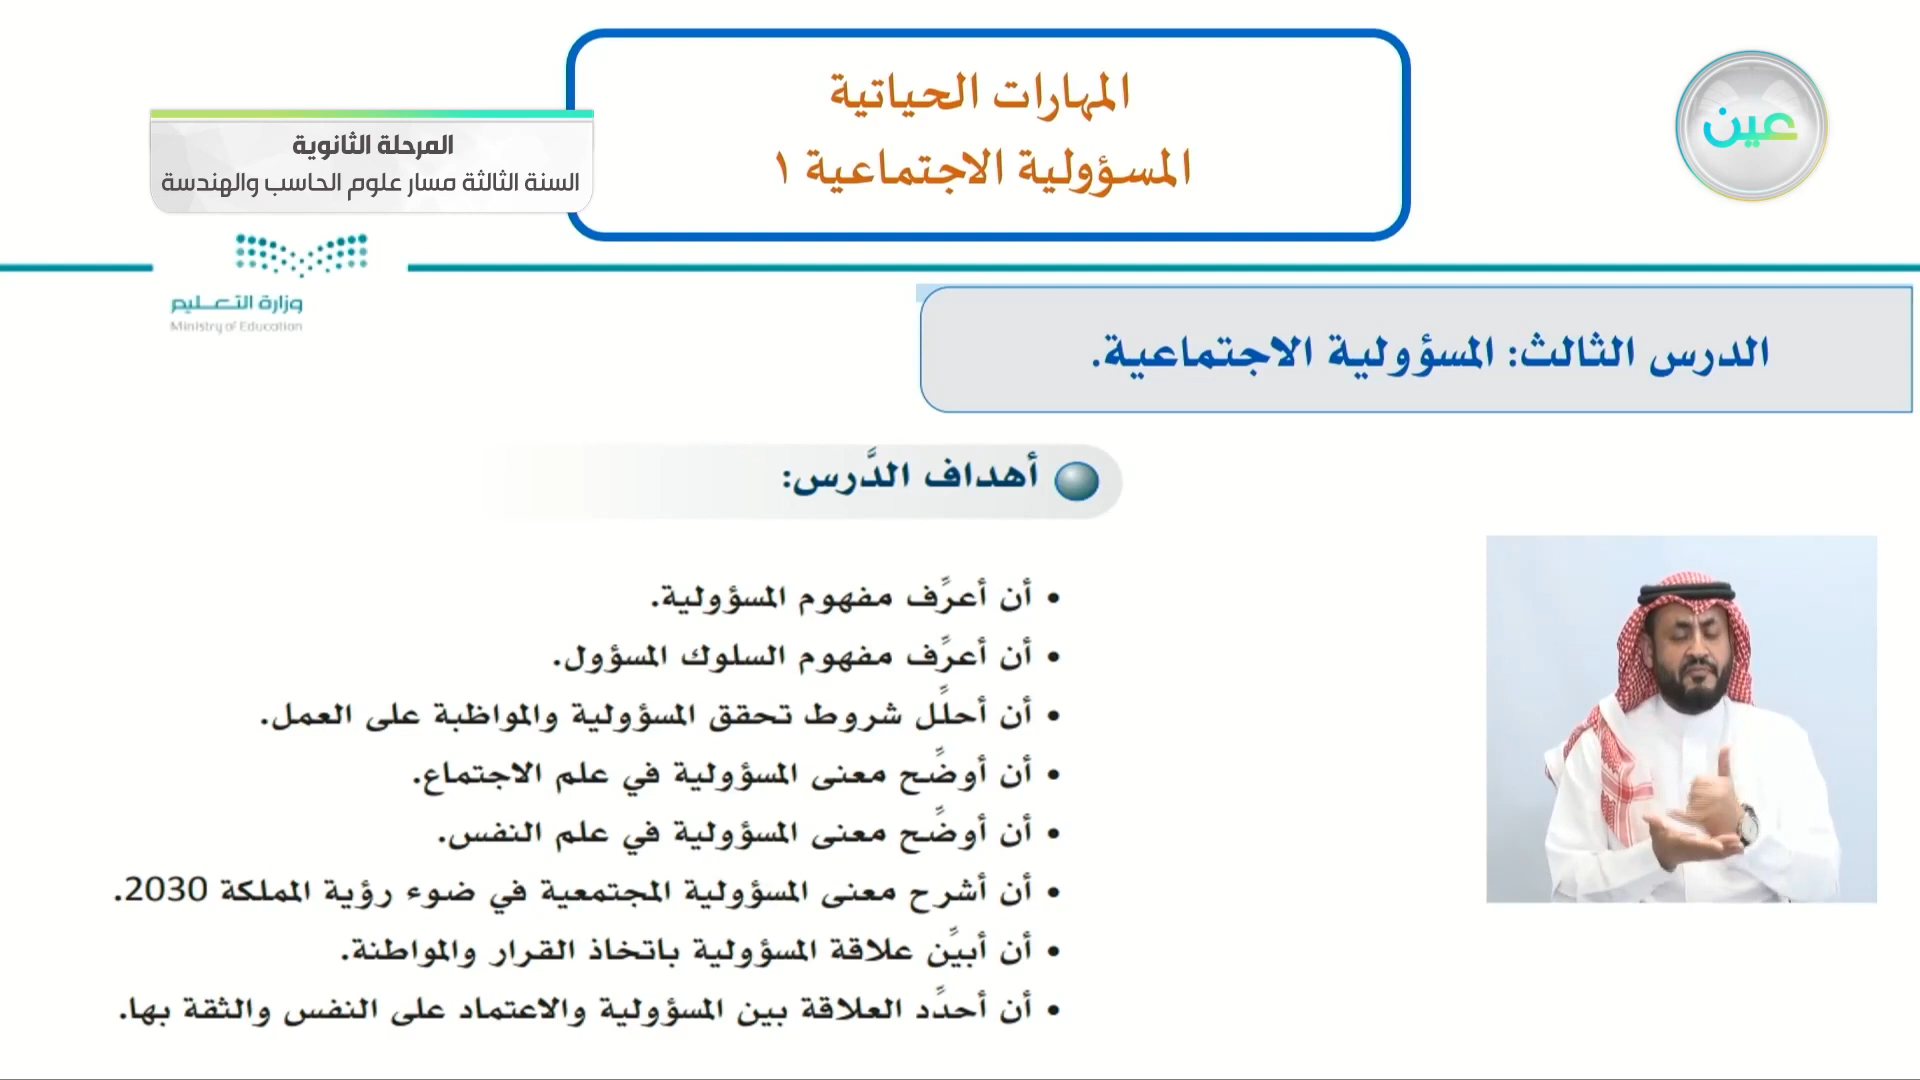 المهارات الحياتية
المسؤولية الاجتماعية ١
عين
المرحلة الثانوية
السنة الثالثة مسار علوم الحاسب والهندسة
وزارة التعليم
Ministry of Education
الدرس الثالث: المسؤولية الاجتماعية.
أهداف الدَّرس:
• أن أعرِّف مفهوم المسؤولية.
• أن أعرِّف مفهوم السلوك المسؤول.
• أن أحلِّل شروط تحقق المسؤولية والمواظبة على العمل.
• أن أوضِّح معنى المسؤولية في علم الاجتماع.
• أن أوضِّح معنى المسؤولية في علم النفس.
• أن أشرح معنى المسؤولية المجتمعية في ضوء رؤية المملكة 2030.
• أن أبيِّن علاقة المسؤولية باتخاذ القرار والمواطنة.
• أن أحدِّد العلاقة بين المسؤولية والاعتماد على النفس والثقة بها.